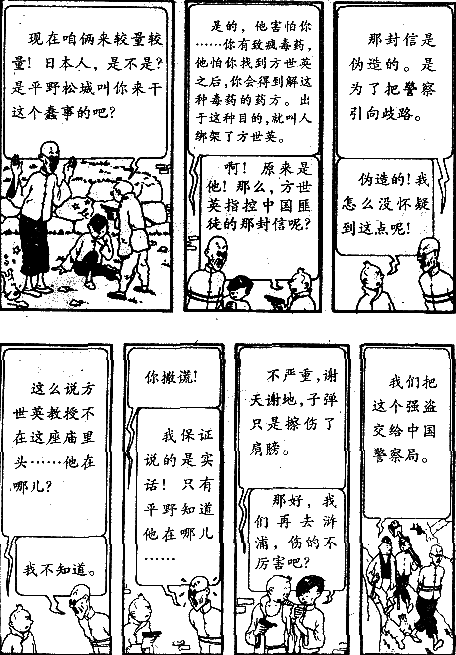 现在咱俩来较量较
量！日本人，是不是？
是平野松城叫你来干
这个蠢事的吧？
是的，他害怕你
……你有致疯毒药，
他怕你找到方世英
之后，你会得到解这
种毒药的药方。出
于这种目的，就叫人
绑架了方世英。
啊！原来是
他！那么，方世
英指控中国匪
徒的那封信呢？
那封信是
伪造的。是
为了把警察
引向歧路。
伪造的！我
怎么没怀疑
到这点呢！
这么说方
世英教授不
在这座庙里
头……他在
哪儿？
我不知道。
你撒谎！
我保证
说的是实
话！只有
平野知道
他在哪儿
……
不严重，谢
天谢地，子弹
只是擦伤了
肩膀。
那好，我
们再去浒
浦，伤的不
厉害吧？
我们把
这个强盗
交给中国
警察局。